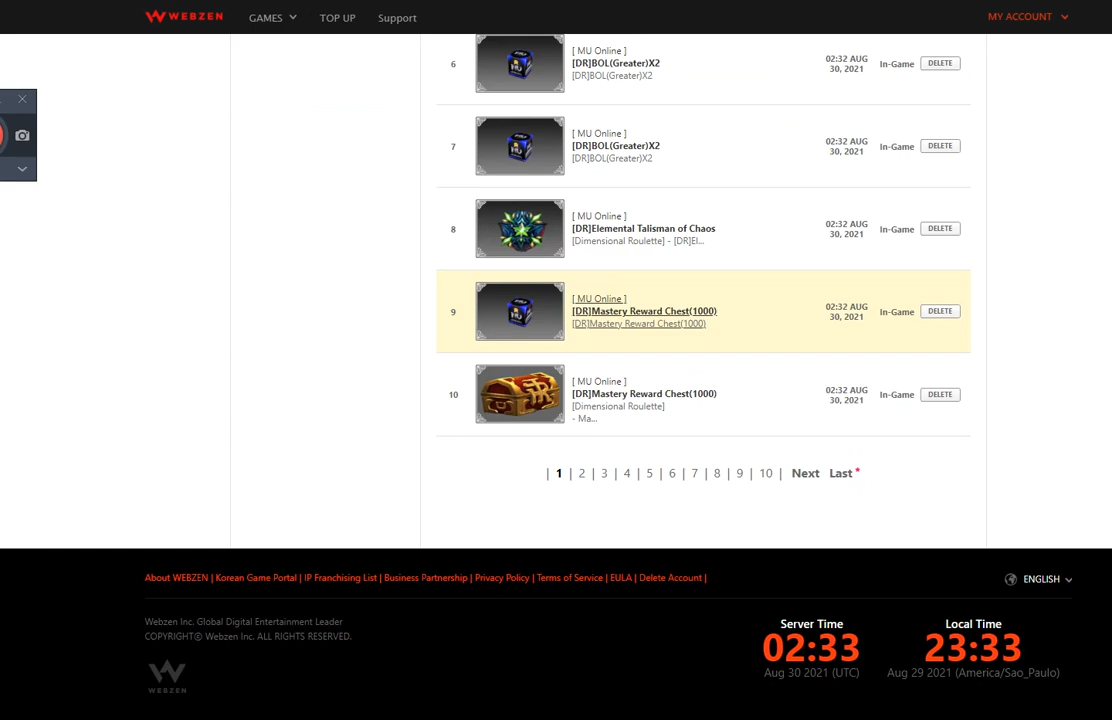 WEBZEN GAMES TOP UP Support MY ACCOUNT
6
[ MU Online ]
[DR]BOL(Greater)X2
[DR]BOL(Greater)X2
02:32 AUG
30, 2021
In-Game
DELETE
7
[ MU Online ]
[DR]BOL(Greater)X2
[DR]BOL(Greater)X2
02:32 AUG
30, 2021
In-Game
DELETE
8
[ MU Online ]
[DR]Elemental Talisman of Chaos
[Dimensional Roulette] - [DR]El...
02:32 AUG
30, 2021
In-Game
DELETE
9
[ MU Online ]
[DR]Mastery Reward Chest(1000)
[DR]Mastery Reward Chest(1000)
02:32 AUG
30, 2021
In-Game
DELETE
10
[ MU Online ]
[DR]Mastery Reward Chest(1000)
[Dimensional Roulette]
- Ma...
02:32 AUG
30, 2021
In-Game
DELETE
| 1 | 2 | 3 | 4 | 5 | 6 | 7 | 8 | 9 | 10 | Next Last *
About WEBZEN | Korean Game Portal | IP Franchising List | Business Partnership | Privacy Policy | Terms of Service | EULA | Delete Account |
ENGLISH
Webzen Inc. Global Digital Entertainment Leader
COPYRIGHT© Webzen Inc. ALL RIGHTS RESERVED.
WEBZEN
Server Time
02:33
Aug 30 2021 (UTC)
Local Time
23:33
Aug 29 2021 (America/Sao_Paulo)